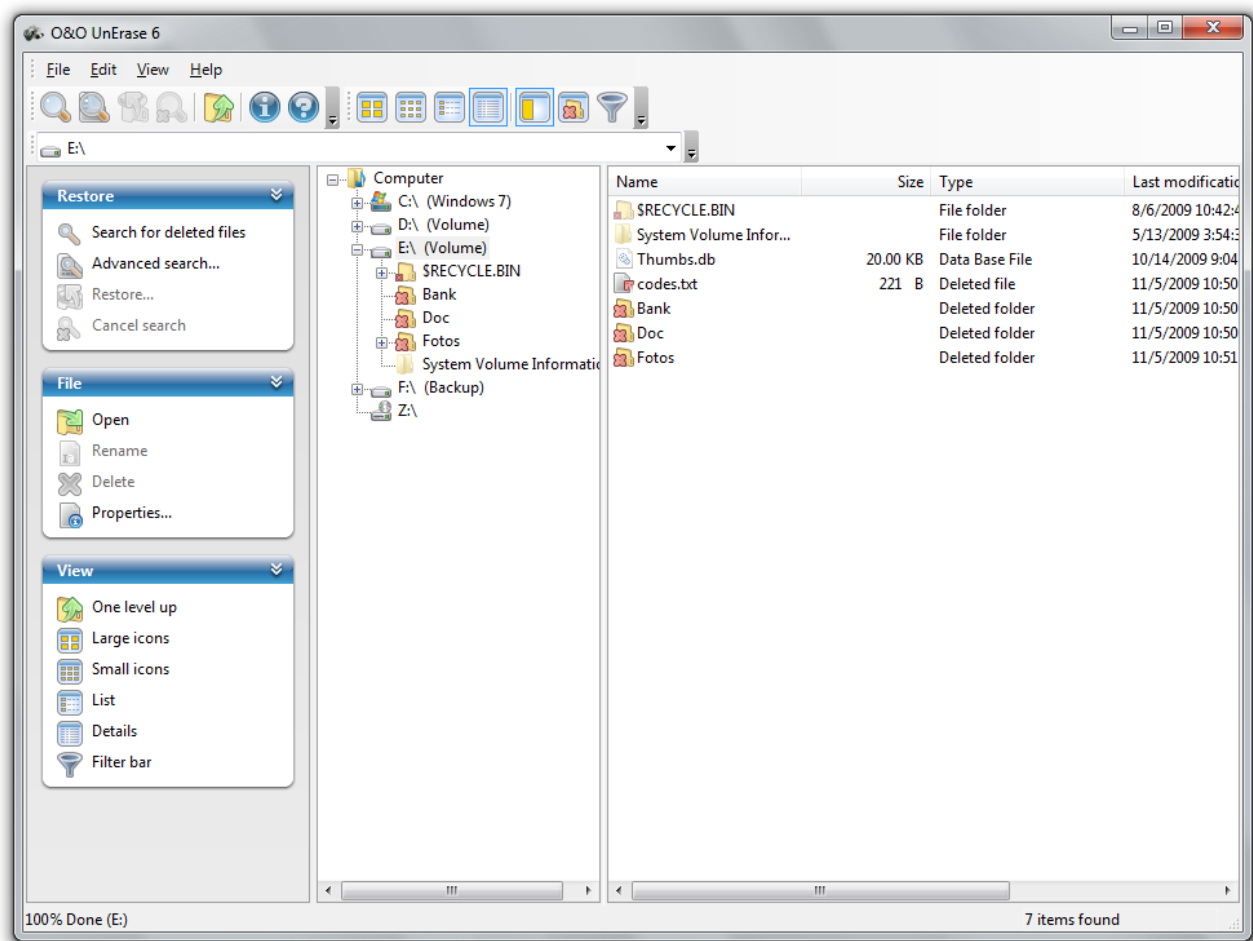 O&O UnErase 6
File Edit View Help
E:\
Restore
Search for deleted files
Advanced search...
Restore...
Cancel search
File
Open
Rename
Delete
Properties...
View
One level up
Large icons
Small icons
List
Details
Filter bar
Computer
C:\ (Windows 7)
D:\ (Volume)
E:\ (Volume)
$RECYCLE.BIN
Bank
Doc
Fotos
System Volume Informatic
F:\ (Backup)
Z:\
Name Size Type Last modificatio
$RECYCLE.BIN File folder 8/6/2009 10:42:4
System Volume Infor... File folder 5/13/2009 3:54:3
Thumbs.db 20.00 KB Data Base File 10/14/2009 9:04
codes.txt 221 B Deleted file 11/5/2009 10:50
Bank Deleted folder 11/5/2009 10:50
Doc Deleted folder 11/5/2009 10:50
Fotos Deleted folder 11/5/2009 10:51
100% Done (E:) 7 items found